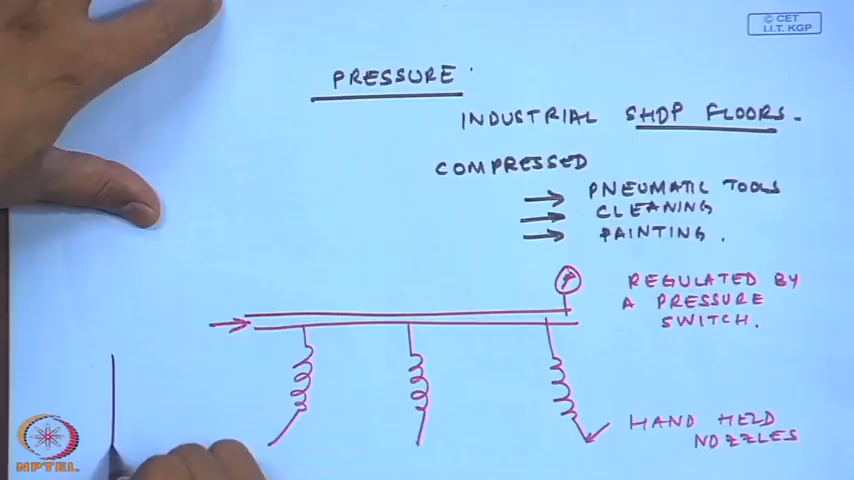 © CET
I.I.T. KGP
PRESSURE
INDUSTRIAL SHOP FLOORS.
COMPRESSED
PNEUMATIC TOOLS
CLEANING
PAINTING.
P
REGULATED BY
A PRESSURE
SWITCH.
HAND HELD
NOZZLES
NPTEL